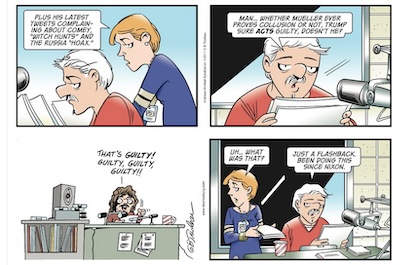 PLUS HIS LATEST
TWEETS COMPLAIN-
ING ABOUT COMEY,
"WITCH HUNTS" AND
THE RUSSIA "HOAX."
MAN... WHETHER MUELLER EVER
PROVES COLLUSION OR NOT, TRUMP
SURE ACTS GUILTY, DOESN'T HE?
THAT'S GUILTY!
GUILTY, GUILTY,
GUILTY!!
UH... WHAT
WAS THAT?
JUST A FLASHBACK.
BEEN DOING THIS
SINCE NIXON.